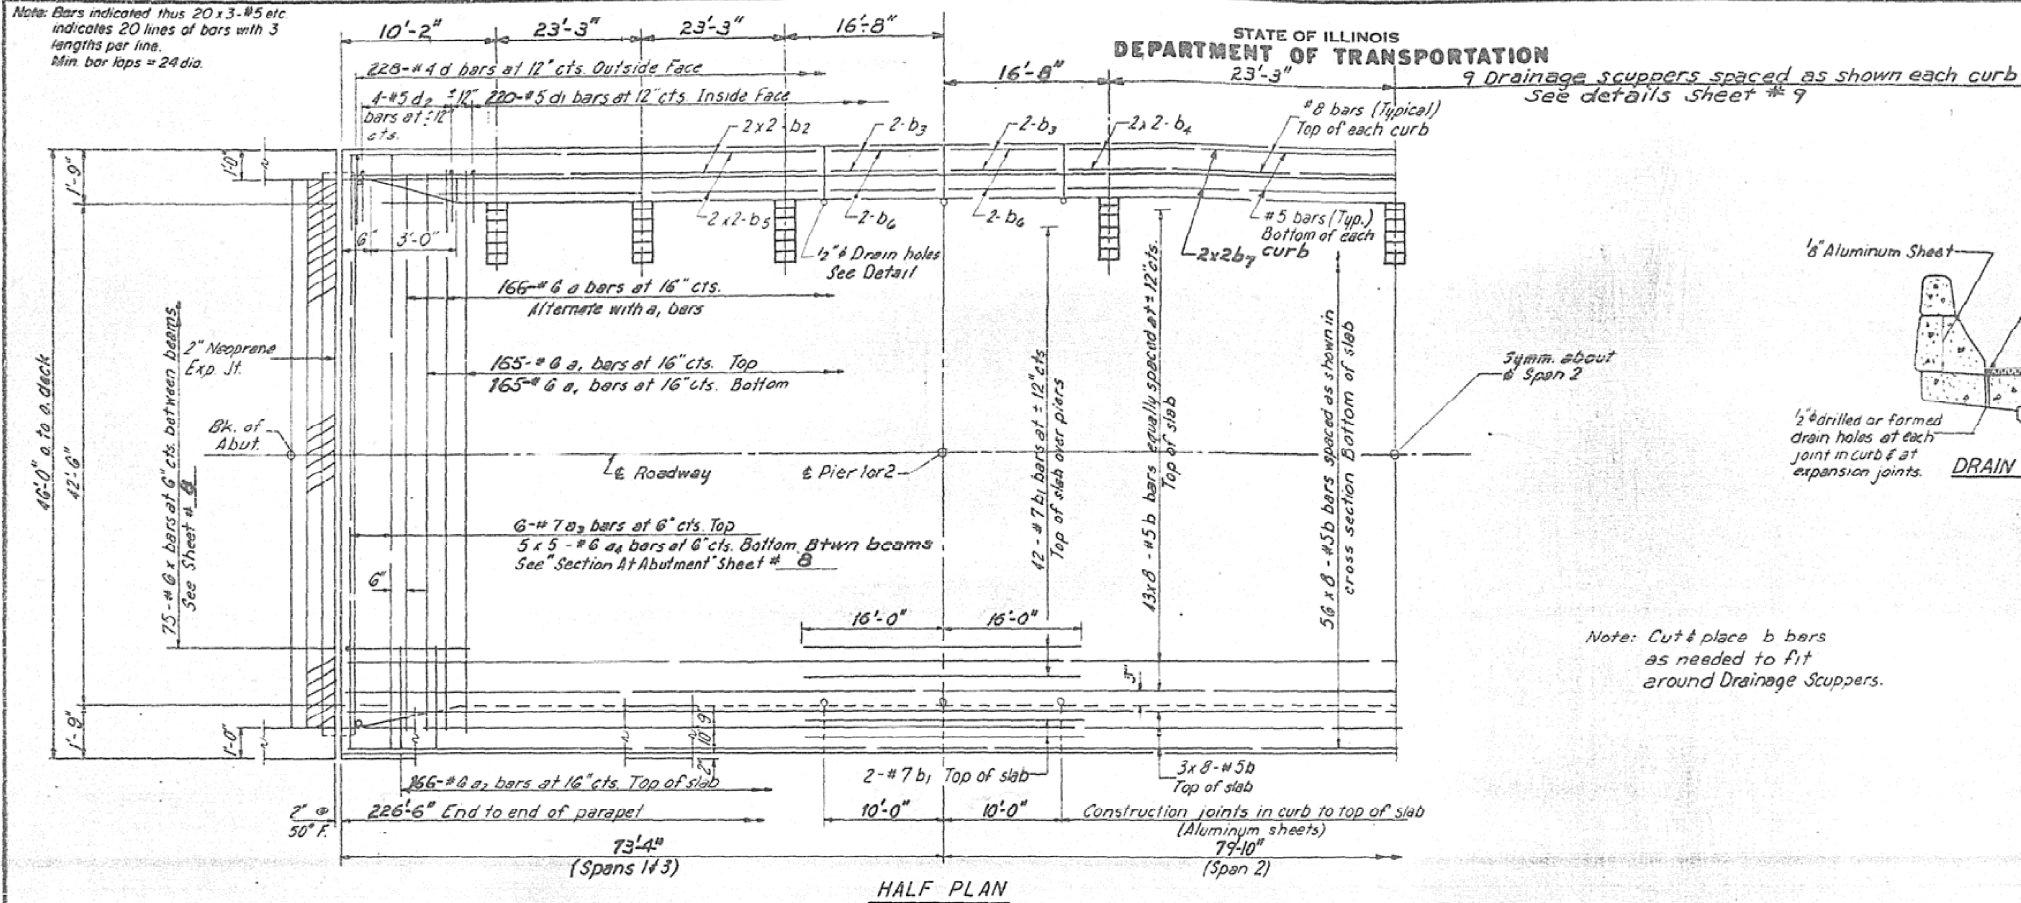 Note: Bars indicated thus 20 x 3-#5 etc
indicates 20 lines of bars with 3
lengths per line.
Min. bar laps = 24 dia.
STATE OF ILLINOIS
DEPARTMENT OF TRANSPORTATION
10'-2"
23'-3"
23'-3"
16'-8"
16'-8"
23'-3"
9 Drainage scuppers spaced as shown each curb
See details sheet # 9
228-#4 d bars at 12" cts. Outside Face
4-#5 d2
bars at ±12"
cts.
±12"
220-#5 d1 bars at 12" cts. Inside Face
2x2-b2
2-b3
2-b3
2x2-b4
#8 bars (Typical)
Top of each curb
1'-0"
1'-9"
2x2-b5
2-b6
2-b6
2x2b7
#5 bars (Typ.)
Bottom of each
curb
6"
3'-0"
1/2"φ Drain holes
See Detail
166-#6 a bars at 16" cts.
Alternate with a1 bars
165-#6 a1 bars at 16" cts. Top
165-#6 a1 bars at 16" cts. Bottom
2" Neoprene
Exp. Jt.
Bk. of
Abut.
46'-0" o. to o. deck
42'-6"
75-#6 x bars at 6" cts. between beams
See Sheet # 8
℄ Roadway
℄ Pier 1or2
42-#7 b1 bars at ±12" cts
Top of slab over piers
43x8-#5b bars equally spaced at ±12" cts.
Top of slab
56x8-#5b bars spaced as shown in
cross section Bottom of slab
Symm. about
℄ Span 2
1/8" Aluminum Sheet
1/2"φ drilled or formed
drain holes at each
joint in curb & at
expansion joints.
DRAIN
6-#7 a3 bars at 6" cts. Top
5x5-#6 a4 bars at 6" cts. Bottom Btwn beams
See "Section At Abutment" Sheet # 8
6"
16'-0"
16'-0"
Note: Cut & place b bars
as needed to fit
around Drainage Scuppers.
3"
1'-9"
1'-0"
9"
10"
2"
166-#6 a2 bars at 16" cts. Top of slab
2-#7 b1 Top of slab
3x8-#5b
Top of slab
2" @
50° F.
226'-6" End to end of parapet
10'-0"
10'-0"
Construction joints in curb to top of slab
(Aluminum sheets)
73'-4"
(Spans 1&3)
79'-10"
(Span 2)
HALF PLAN